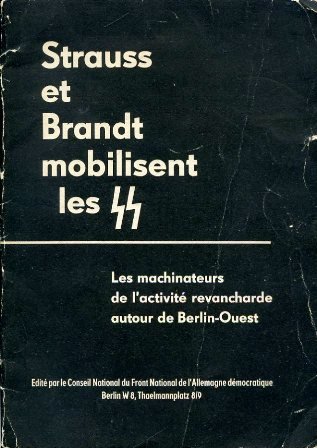 Strauss
et
Brandt
mobilisent
les ᛋᛋ
Les machinateurs
de l'activité revancharde
autour de Berlin-Ouest
Edité par le Conseil National du Front National de l'Allemagne démocratique
Berlin W 8, Thaelmannplatz 8/9